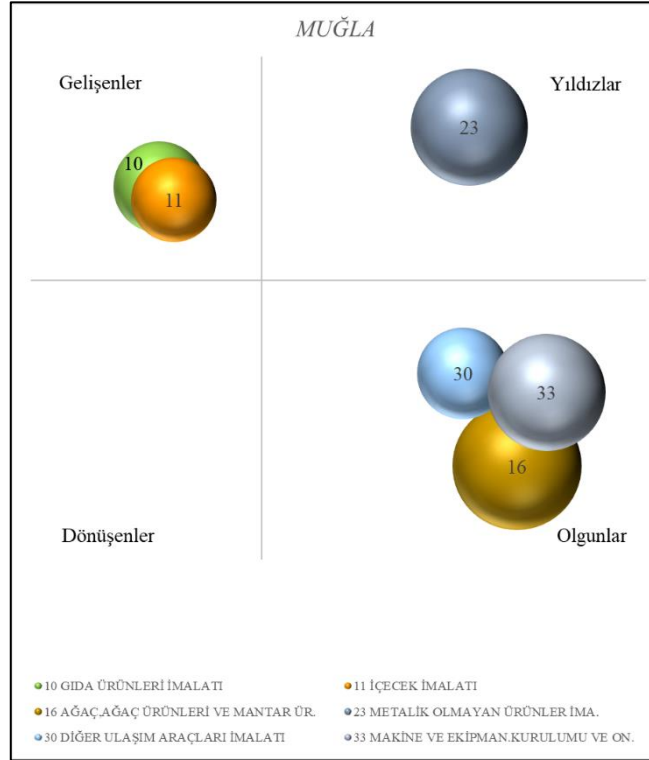 MUĞLA
Gelişenler
Yıldızlar
23
10
11
30
33
16
Dönüşenler
Olgunlar
10 GIDA ÜRÜNLERİ İMALATI
11 İÇECEK İMALATI
16 AĞAÇ,AĞAÇ ÜRÜNLERİ VE MANTAR ÜR.
23 METALİK OLMAYAN ÜRÜNLER İMA.
30 DİĞER ULAŞIM ARAÇLARI İMALATI
33 MAKİNE VE EKİPMAN.KURULUMU VE ON.